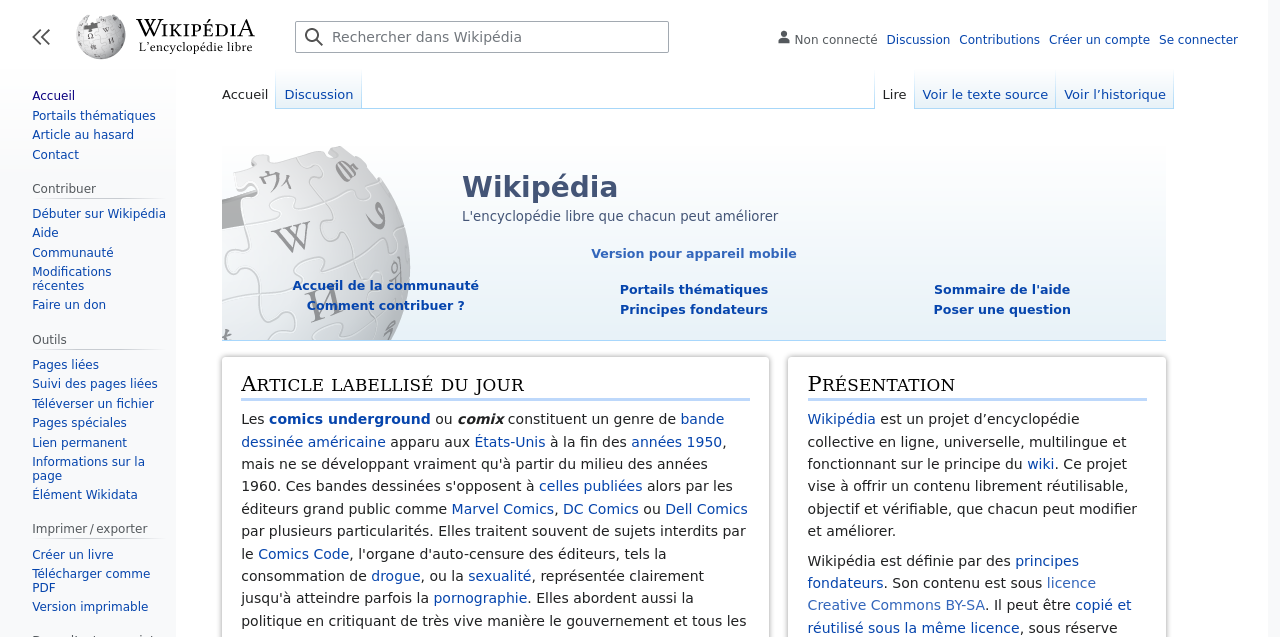 WIKIPÉDIA
L'encyclopédie libre
Rechercher dans Wikipédia
Non connecté Discussion Contributions Créer un compte Se connecter
Accueil
Portails thématiques
Article au hasard
Contact
Contribuer
Débuter sur Wikipédia
Aide
Communauté
Modifications
récentes
Faire un don
Outils
Pages liées
Suivi des pages liées
Téléverser un fichier
Pages spéciales
Lien permanent
Informations sur la
page
Élément Wikidata
Imprimer / exporter
Créer un livre
Télécharger comme
PDF
Version imprimable
Accueil Discussion Lire Voir le texte source Voir l’historique
Wikipédia
L'encyclopédie libre que chacun peut améliorer
Version pour appareil mobile
Accueil de la communauté
Comment contribuer ?
Portails thématiques
Principes fondateurs
Sommaire de l'aide
Poser une question
Article labellisé du jour
Les comics underground ou comix constituent un genre de bande
dessinée américaine apparu aux États-Unis à la fin des années 1950,
mais ne se développant vraiment qu'à partir du milieu des années
1960. Ces bandes dessinées s'opposent à celles publiées alors par les
éditeurs grand public comme Marvel Comics, DC Comics ou Dell Comics
par plusieurs particularités. Elles traitent souvent de sujets interdits par
le Comics Code, l'organe d'auto-censure des éditeurs, tels la
consommation de drogue, ou la sexualité, représentée clairement
jusqu'à atteindre parfois la pornographie. Elles abordent aussi la
politique en critiquant de très vive manière le gouvernement et tous les
Présentation
Wikipédia est un projet d’encyclopédie
collective en ligne, universelle, multilingue et
fonctionnant sur le principe du wiki. Ce projet
vise à offrir un contenu librement réutilisable,
objectif et vérifiable, que chacun peut modifier
et améliorer.
Wikipédia est définie par des principes
fondateurs. Son contenu est sous licence
Creative Commons BY-SA. Il peut être copié et
réutilisé sous la même licence, sous réserve